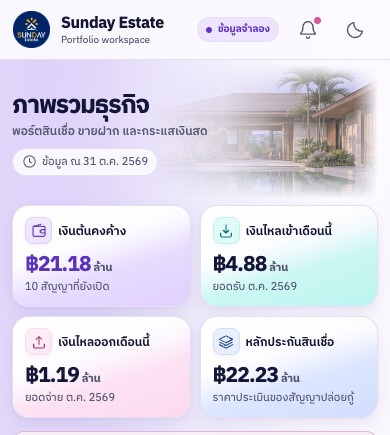 SUNDAY
Estate
Sunday Estate
Portfolio workspace
ข้อมูลจำลอง
ภาพรวมธุรกิจ
พอร์ตสินเชื่อ ขายฝาก และกระแสเงินสด
ข้อมูล ณ 31 ต.ค. 2569
เงินต้นคงค้าง
฿21.18 ล้าน
10 สัญญาที่ยังเปิด
เงินไหลเข้าเดือนนี้
฿4.88 ล้าน
ยอดรับ ต.ค. 2569
เงินไหลออกเดือนนี้
฿1.19 ล้าน
ยอดจ่าย ต.ค. 2569
หลักประกันสินเชื่อ
฿22.23 ล้าน
ราคาประเมินของสัญญาปล่อยกู้